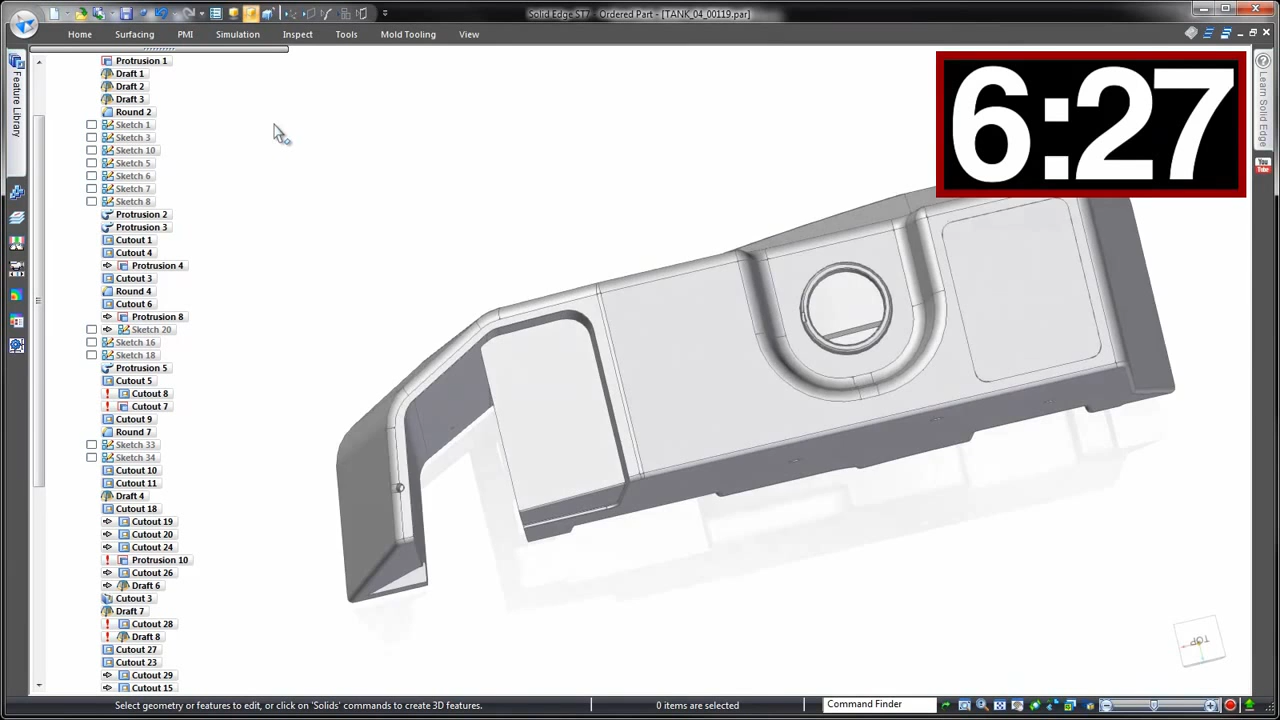 Solid Edge ST7 - Ordered Part - [TANK_04_00119.par]
Home Surfacing PMI Simulation Inspect Tools Mold Tooling View
Feature Library
Learn Solid Edge
You
Tube
6:27
Protrusion 1
Draft 1
Draft 2
Draft 3
Round 2
Sketch 1
Sketch 3
Sketch 10
Sketch 5
Sketch 6
Sketch 7
Sketch 8
Protrusion 2
Protrusion 3
Cutout 1
Cutout 4
Protrusion 4
Cutout 3
Round 4
Cutout 6
Protrusion 8
Sketch 20
Sketch 16
Sketch 18
Protrusion 5
Cutout 5
Cutout 8
Cutout 7
Cutout 9
Round 7
Sketch 33
Sketch 34
Cutout 10
Cutout 11
Draft 4
Cutout 18
Cutout 19
Cutout 20
Cutout 24
Protrusion 10
Cutout 26
Draft 6
Cutout 3
Draft 7
Cutout 28
Draft 8
Cutout 27
Cutout 23
Cutout 29
Cutout 15
TOP
Select geometry or features to edit, or click on 'Solids' commands to create 3D features. 0 items are selected Command Finder